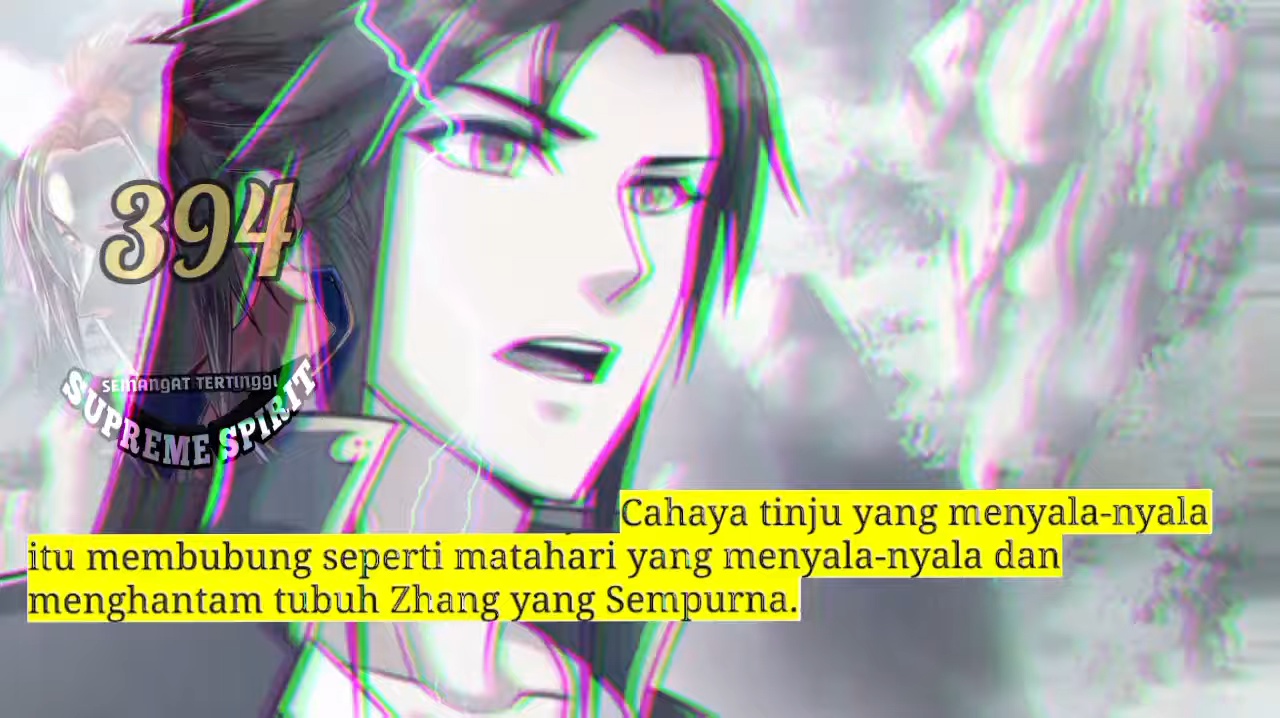 394
SEMANGAT TERTINGGI
SUPREME SPIRIT
Cahaya tinju yang menyala-nyala
itu membubung seperti matahari yang menyala-nyala dan
menghantam tubuh Zhang yang Sempurna.